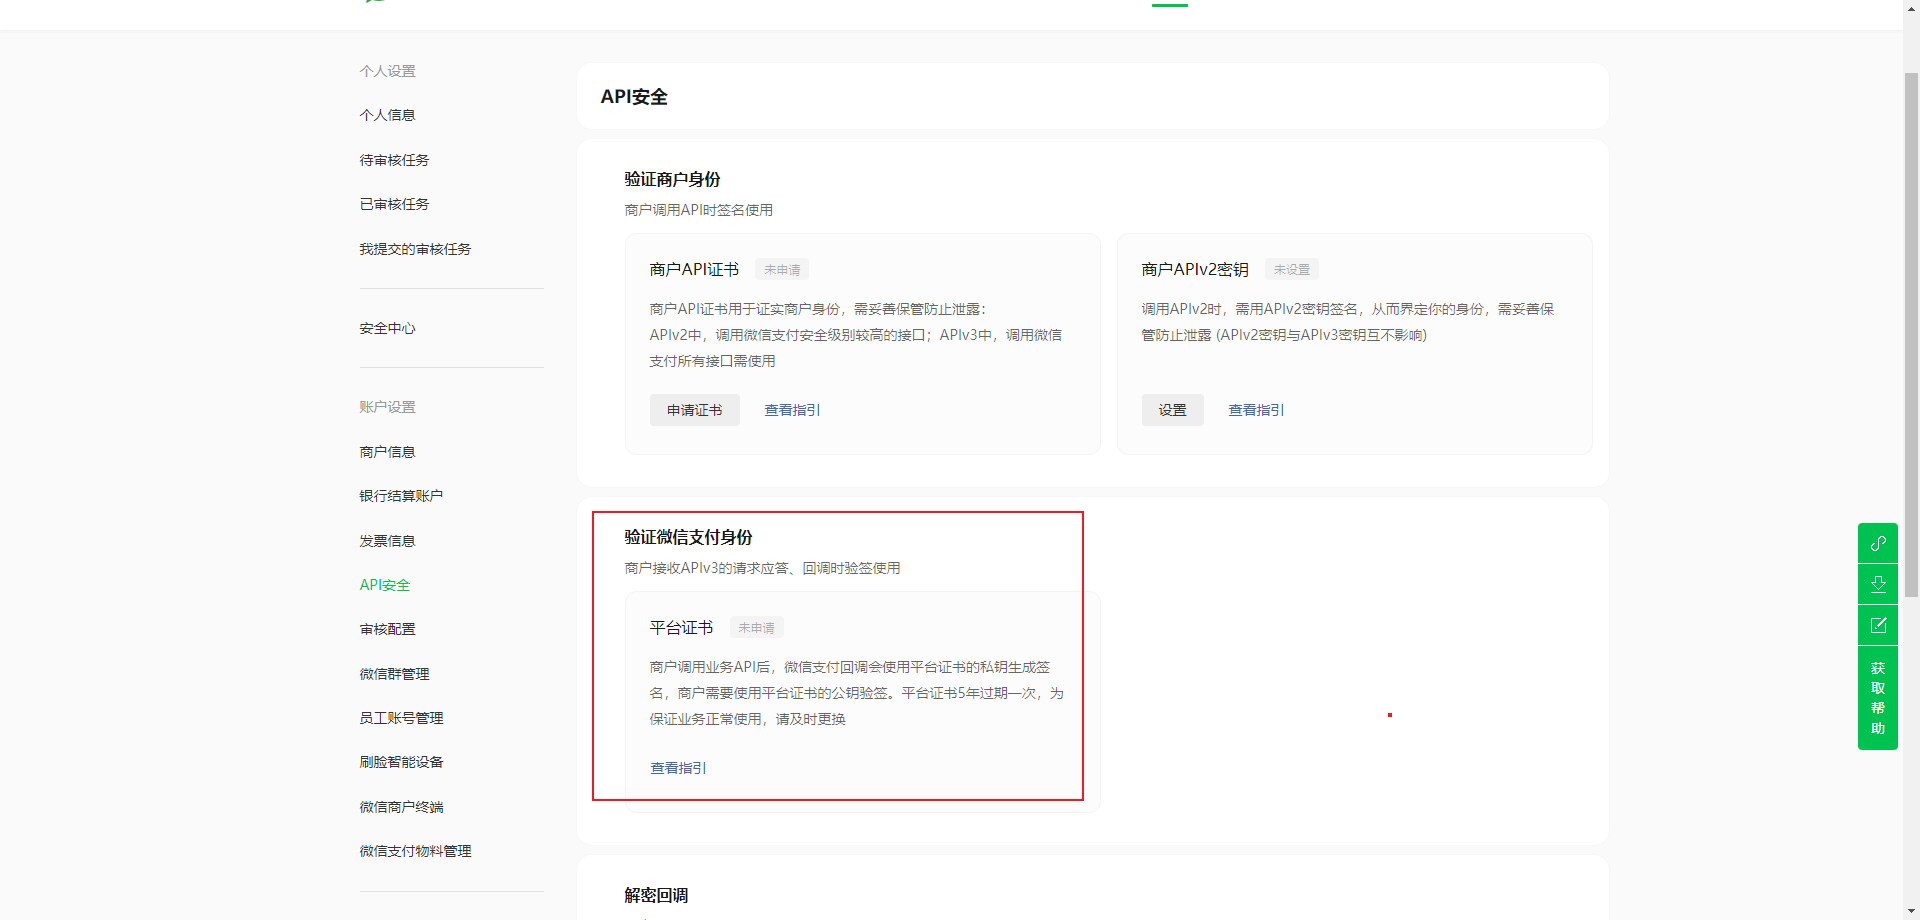 个人设置
个人信息
待审核任务
已审核任务
我提交的审核任务
安全中心
账户设置
商户信息
银行结算账户
发票信息
API安全
审核配置
微信群管理
员工账号管理
刷脸智能设备
微信商户终端
微信支付物料管理
API安全
验证商户身份
商户调用API时签名使用
商户API证书 未申请
商户API证书用于证实商户身份，需妥善保管防止泄露：
APIv2中，调用微信支付安全级别较高的接口；APIv3中，调用微信
支付所有接口需使用
申请证书 查看指引
商户APIv2密钥 未设置
调用APIv2时，需用APIv2密钥签名，从而界定你的身份，需妥善保
管防止泄露 (APIv2密钥与APIv3密钥互不影响)
设置 查看指引
验证微信支付身份
商户接收APIv3的请求应答、回调时验签使用
平台证书 未申请
商户调用业务API后，微信支付回调会使用平台证书的私钥生成签
名，商户需要使用平台证书的公钥验签。平台证书5年过期一次，为
保证业务正常使用，请及时更换
查看指引
解密回调
获
取
帮
助